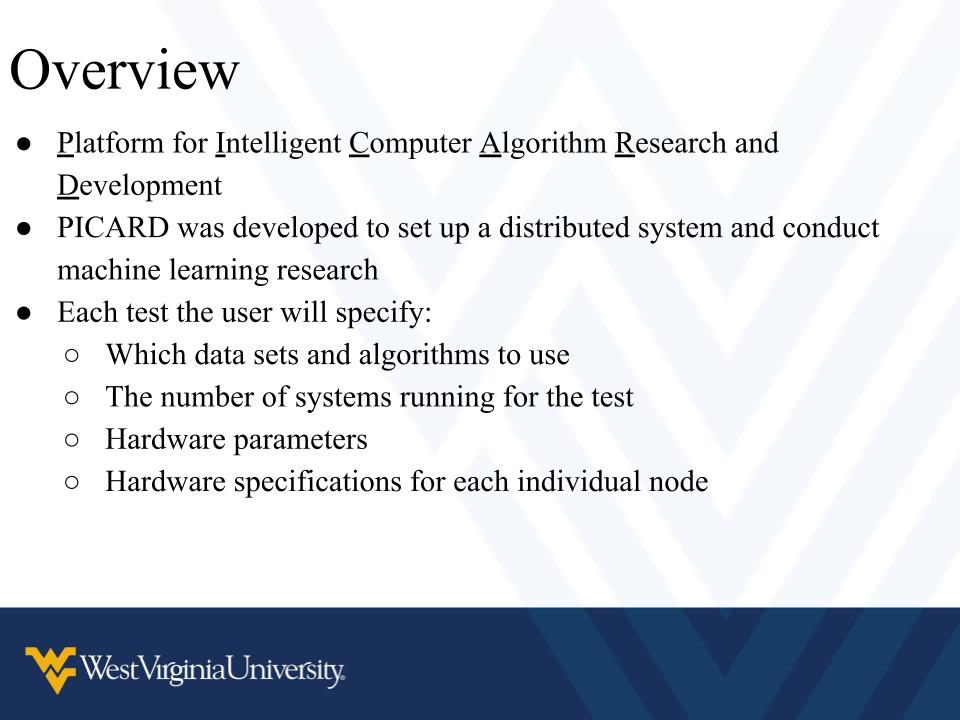 Overview
● Platform for Intelligent Computer Algorithm Research and
Development
● PICARD was developed to set up a distributed system and conduct
machine learning research
● Each test the user will specify:
○ Which data sets and algorithms to use
○ The number of systems running for the test
○ Hardware parameters
○ Hardware specifications for each individual node
WestVirginiaUniversity®